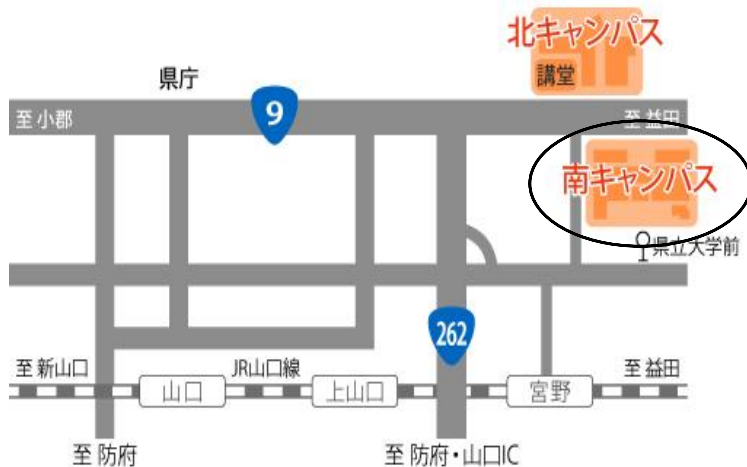 北キャンパス
講堂
県庁
9
至 小郡
至 益田
南キャンパス
県立大学前
262
至 新山口
JR山口線
至 益田
山口
上山口
宮野
至 防府
至 防府・山口IC